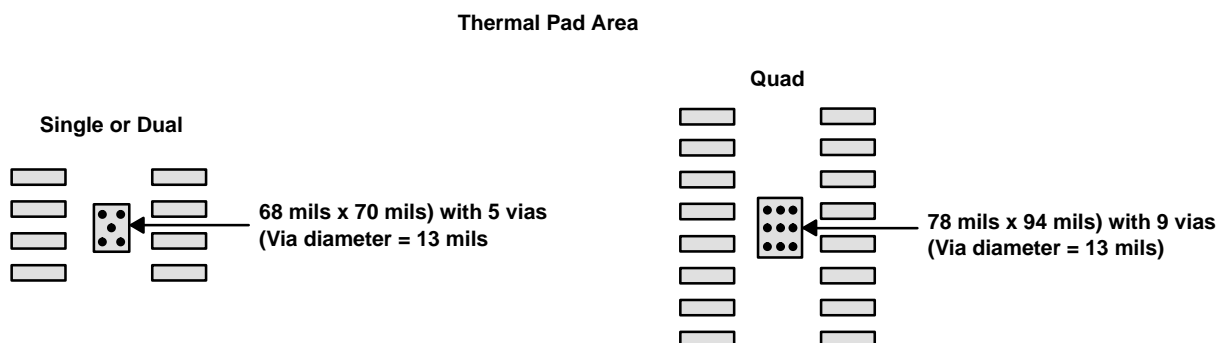 Thermal Pad Area
Single or Dual
68 mils x 70 mils) with 5 vias
(Via diameter = 13 mils
Quad
78 mils x 94 mils) with 9 vias
(Via diameter = 13 mils)